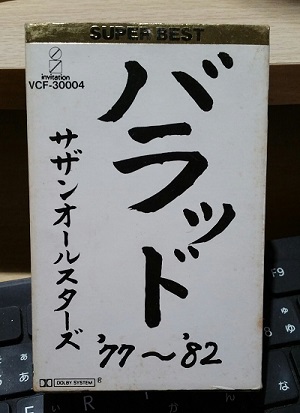 SUPER BEST
invitation
VCF-30004
バラッド
サザンオールスターズ
'77〜'82
DOLBY SYSTEM
F9
R